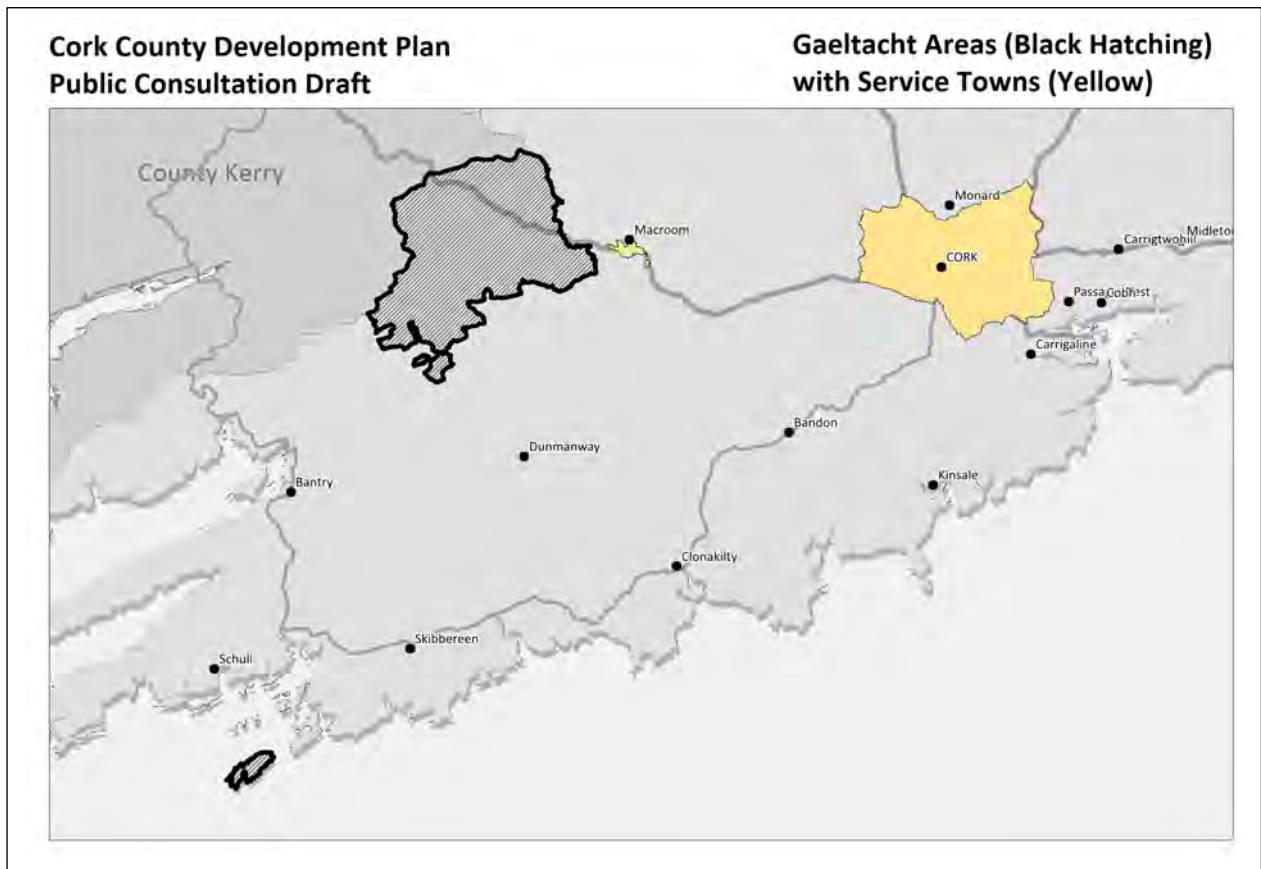 Cork County Development Plan
Public Consultation Draft
Gaeltacht Areas (Black Hatching)
with Service Towns (Yellow)
County Kerry
Monard
Macroom
Carrigtwohill
Midleton
CORK
Carrigaline
Bandon
Dunmanway
Kinsale
Bantry
Clonakilty
Skibbereen
Schull